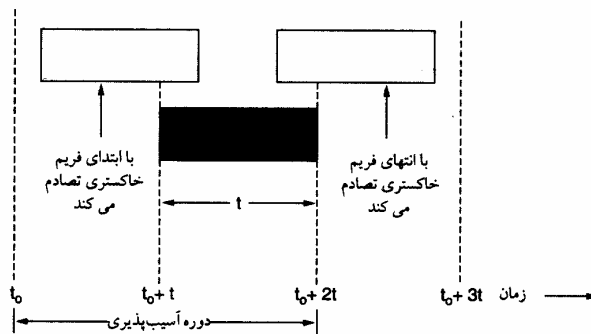 با ابتدای فریم
خاکستری تصادم
می کند
با انتهای فریم
خاکستری تصادم
می کند
t
t₀
t₀+ t
t₀+ 2t
t₀+ 3t
زمان
دوره آسیب‌پذیری